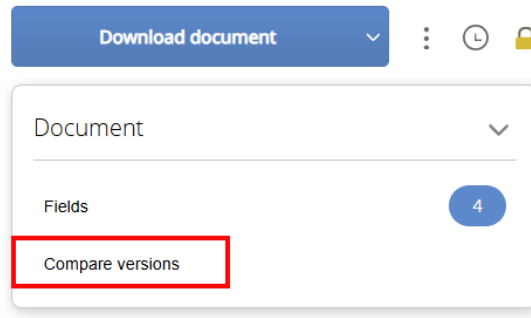 Download document
Document
Fields
4
Compare versions